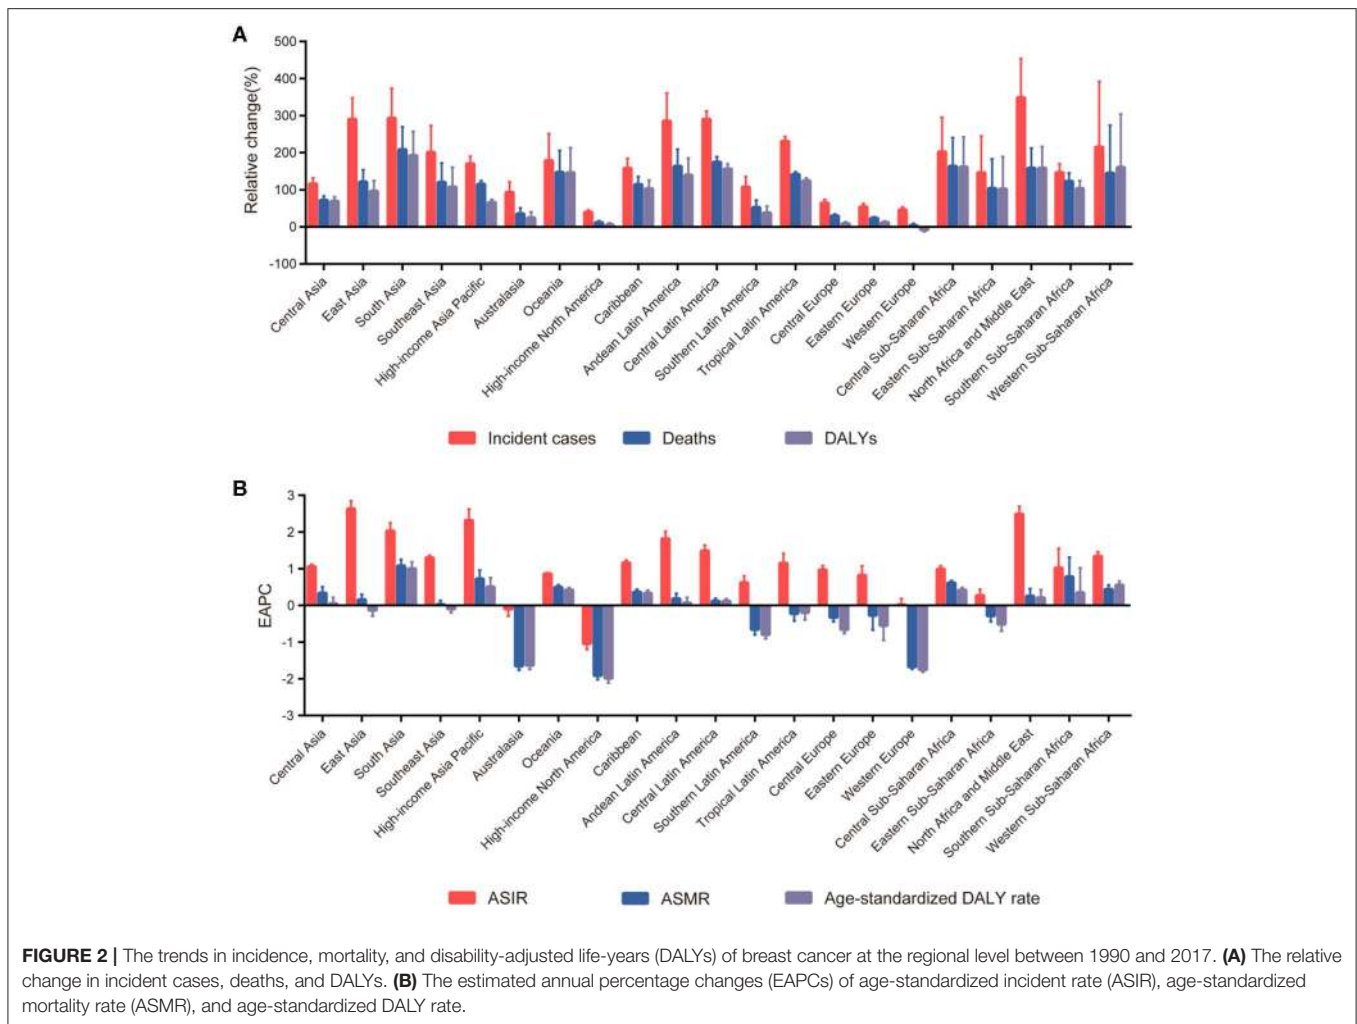 A
500
400
300
200
100
0
-100
Relative change(%)
Central Asia
East Asia
South Asia
Southeast Asia
High-income Asia Pacific
Australasia
Oceania
High-income North America
Caribbean
Andean Latin America
Central Latin America
Southern Latin America
Tropical Latin America
Central Europe
Eastern Europe
Western Europe
Central Sub-Saharan Africa
Eastern Sub-Saharan Africa
North Africa and Middle East
Southern Sub-Saharan Africa
Western Sub-Saharan Africa
Incident cases Deaths DALYs
B
3
2
1
0
-1
-2
-3
EAPC
Central Asia
East Asia
South Asia
Southeast Asia
High-income Asia Pacific
Australasia
Oceania
High-income North America
Caribbean
Andean Latin America
Central Latin America
Southern Latin America
Tropical Latin America
Central Europe
Eastern Europe
Western Europe
Central Sub-Saharan Africa
Eastern Sub-Saharan Africa
North Africa and Middle East
Southern Sub-Saharan Africa
Western Sub-Saharan Africa
ASIR ASMR Age-standardized DALY rate
FIGURE 2 | The trends in incidence, mortality, and disability-adjusted life-years (DALYs) of breast cancer at the regional level between 1990 and 2017. (A) The relative
change in incident cases, deaths, and DALYs. (B) The estimated annual percentage changes (EAPCs) of age-standardized incident rate (ASIR), age-standardized
mortality rate (ASMR), and age-standardized DALY rate.